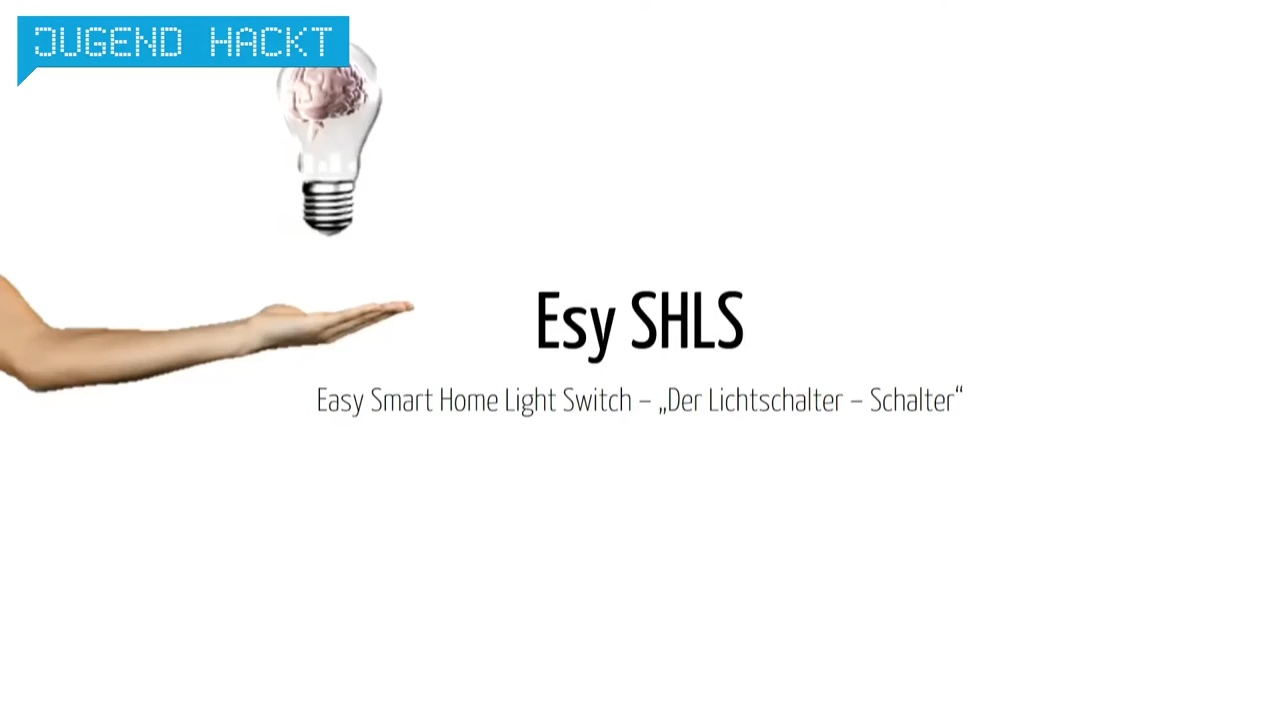 JUGEND HACKT
Esy SHLS
Easy Smart Home Light Switch – „Der Lichtschalter – Schalter“